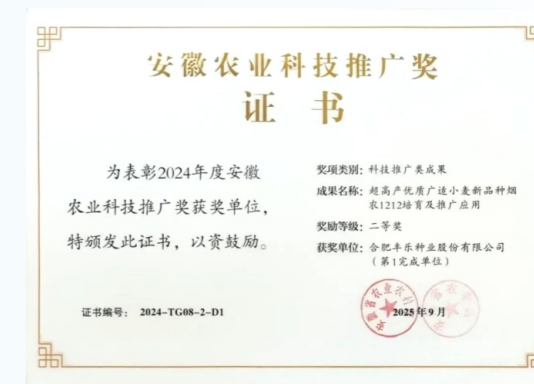 安徽农业科技推广奖
证书
为表彰2024年度安徽
农业科技推广奖获奖单位,
特颁发此证书,以资鼓励。
证书编号: 2024-TG08-2-D1
奖项类别: 科技推广类成果
成果名称: 超高产优质广适小麦新品种烟
农1212培育及推广应用
奖励等级: 二等奖
获奖单位: 合肥丰乐种业股份有限公司
(第1完成单位)
2025年9月